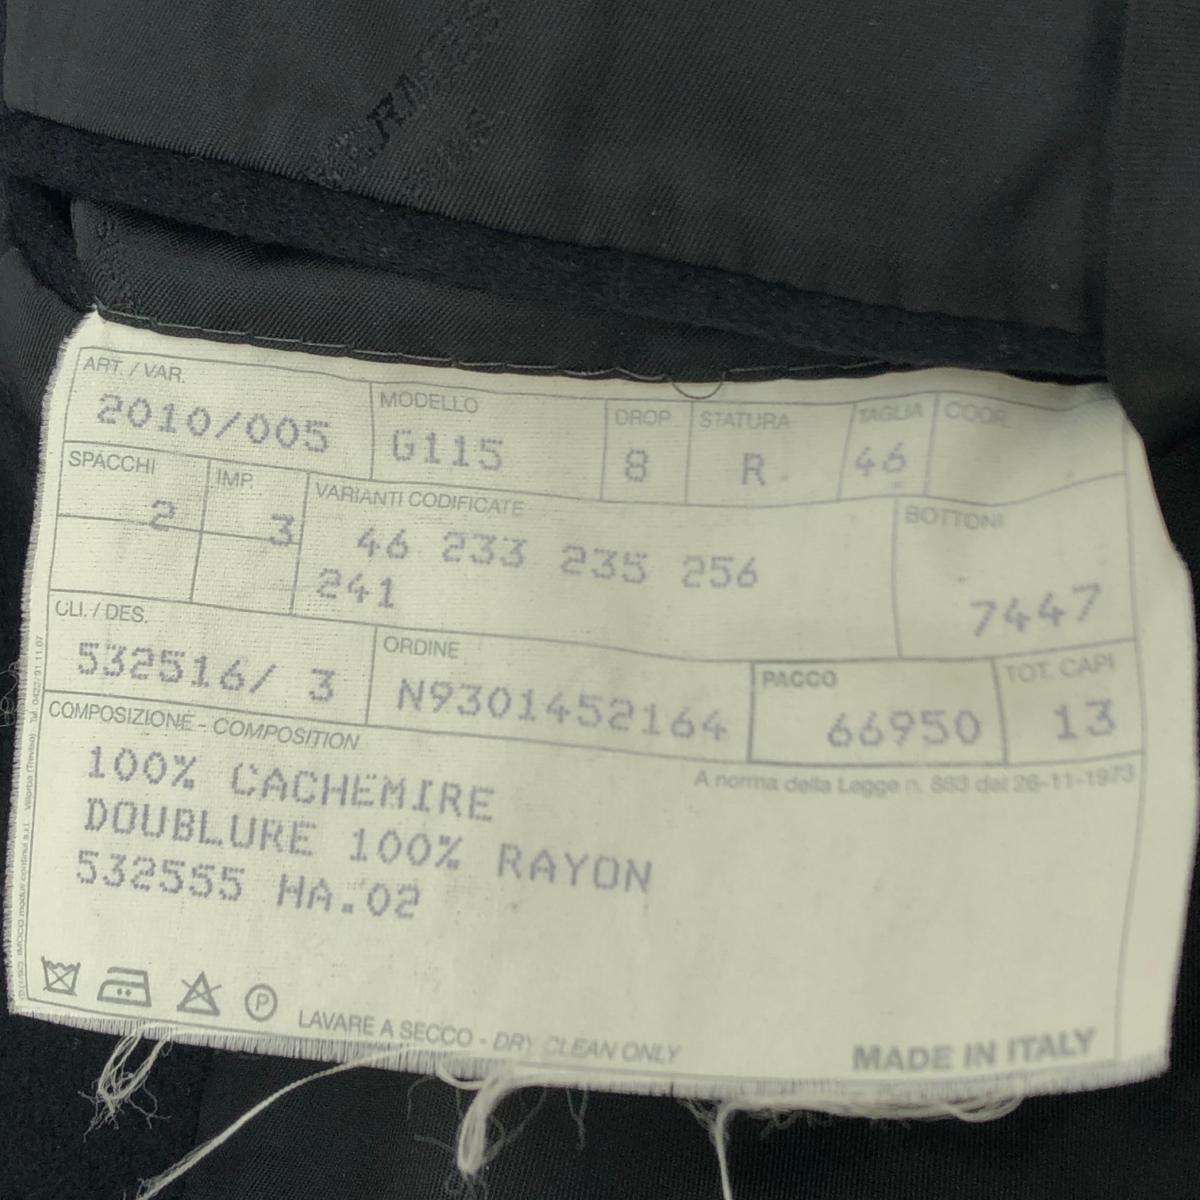 ART. / VAR. MODELLO DROP STATURA TAGLIA COOR.
2010/005 G115 8 R 46
SPACCHI IMP. VARIANTI CODIFICATE BOTTONI
2 3 46 233 235 256 7447
241
CLI. / DES. ORDINE PACCO TOT. CAPI
532516/ 3 N9301452164 66950 13
COMPOSIZIONE - COMPOSITION
A norma della Legge n. 883 del 26-11-1973
100% CACHEMIRE
DOUBLURE 100% RAYON
532555 HA.02
P
LAVARE A SECCO - DRY CLEAN ONLY
MADE IN ITALY